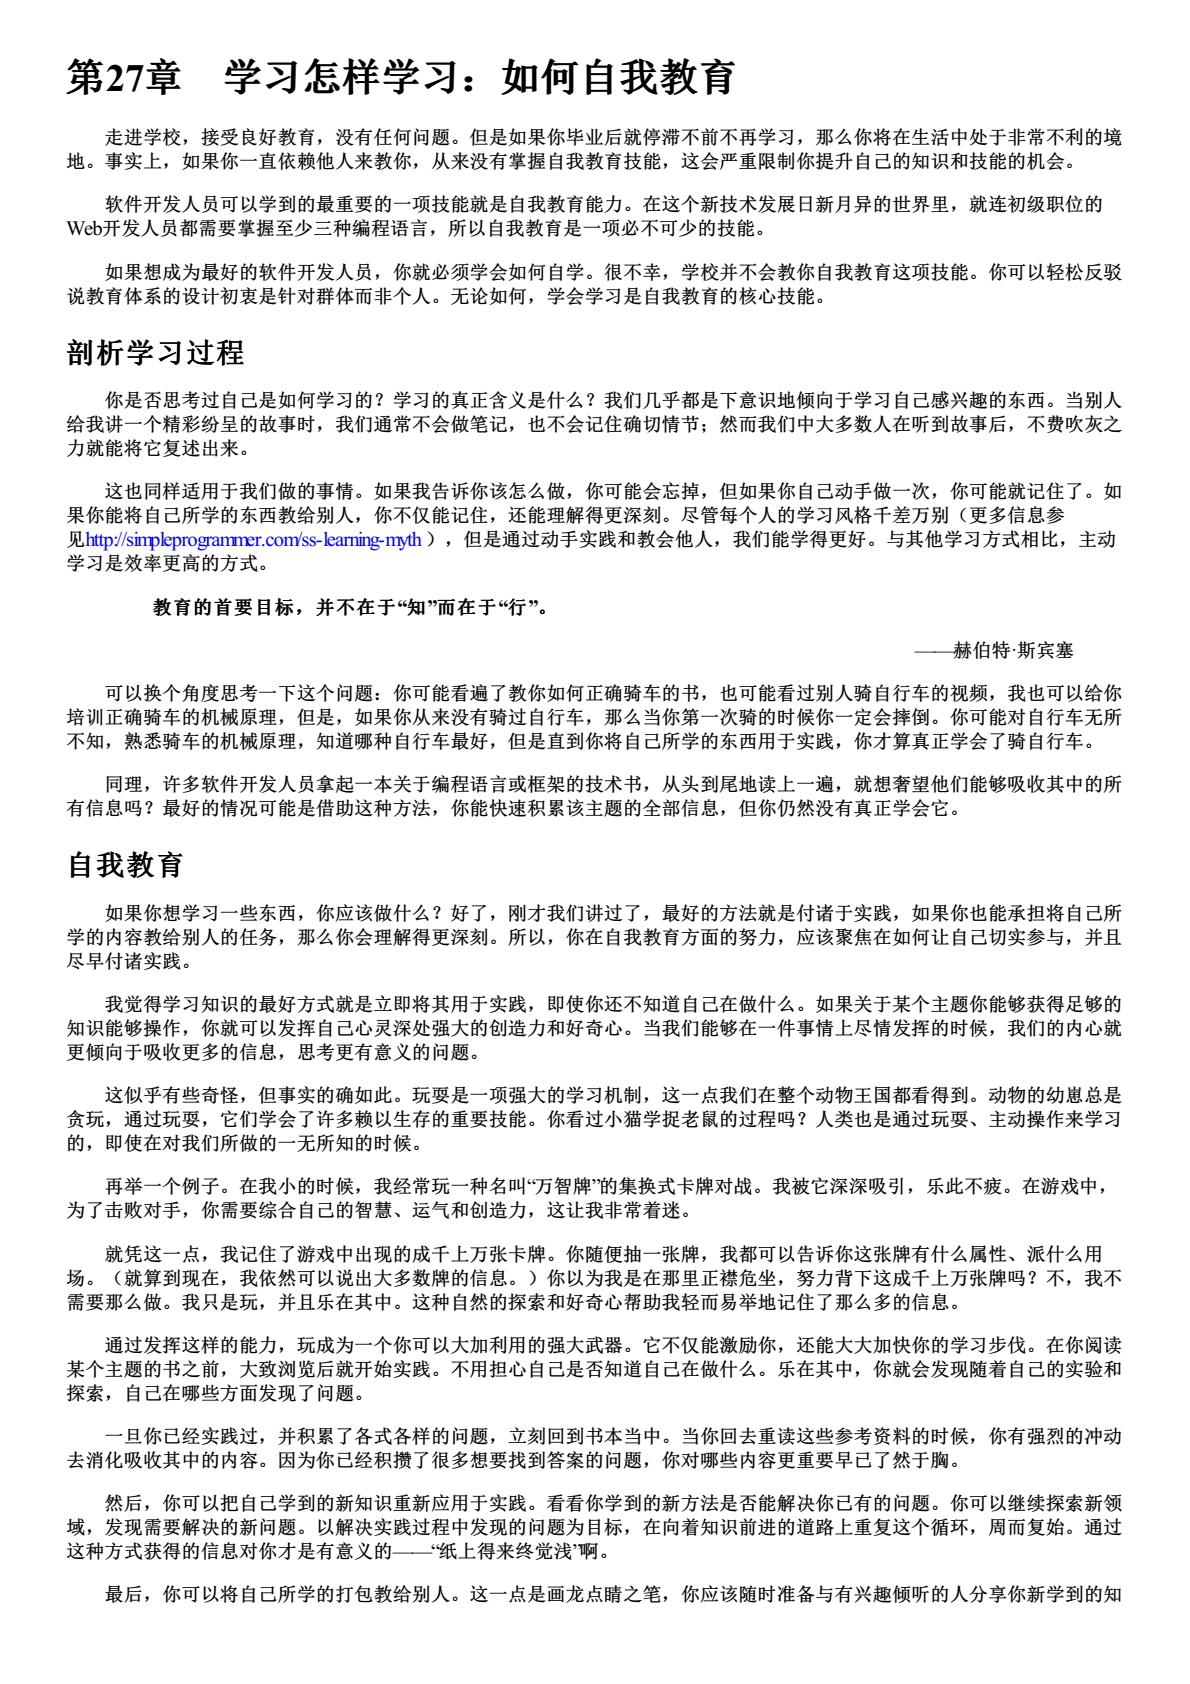 第27章　学习怎样学习：如何自我教育
走进学校，接受良好教育，没有任何问题。但是如果你毕业后就停滞不前不再学习，那么你将在生活中处于非常不利的境
地。事实上，如果你一直依赖他人来教你，从来没有掌握自我教育技能，这会严重限制你提升自己的知识和技能的机会。
软件开发人员可以学到的最重要的一项技能就是自我教育能力。在这个新技术发展日新月异的世界里，就连初级职位的
Web开发人员都需要掌握至少三种编程语言，所以自我教育是一项必不可少的技能。
如果想成为最好的软件开发人员，你就必须学会如何自学。很不幸，学校并不会教你自我教育这项技能。你可以轻松反驳
说教育体系的设计初衷是针对群体而非个人。无论如何，学会学习是自我教育的核心技能。
剖析学习过程
你是否思考过自己是如何学习的？学习的真正含义是什么？我们几乎都是下意识地倾向于学习自己感兴趣的东西。当别人
给我讲一个精彩纷呈的故事时，我们通常不会做笔记，也不会记住确切情节；然而我们中大多数人在听到故事后，不费吹灰之
力就能将它复述出来。
这也同样适用于我们做的事情。如果我告诉你该怎么做，你可能会忘掉，但如果你自己动手做一次，你可能就记住了。如
果你能将自己所学的东西教给别人，你不仅能记住，还能理解得更深刻。尽管每个人的学习风格千差万别（更多信息参
见http://simpleprogrammer.com/ss-learning-myth ），但是通过动手实践和教会他人，我们能学得更好。与其他学习方式相比，主动
学习是效率更高的方式。
教育的首要目标，并不在于“知”而在于“行”。
——赫伯特·斯宾塞
可以换个角度思考一下这个问题：你可能看遍了教你如何正确骑车的书，也可能看过别人骑自行车的视频，我也可以给你
培训正确骑车的机械原理，但是，如果你从来没有骑过自行车，那么当你第一次骑的时候你一定会摔倒。你可能对自行车无所
不知，熟悉骑车的机械原理，知道哪种自行车最好，但是直到你将自己所学的东西用于实践，你才算真正学会了骑自行车。
同理，许多软件开发人员拿起一本关于编程语言或框架的技术书，从头到尾地读上一遍，就想奢望他们能够吸收其中的所
有信息吗？最好的情况可能是借助这种方法，你能快速积累该主题的全部信息，但你仍然没有真正学会它。
自我教育
如果你想学习一些东西，你应该做什么？好了，刚才我们讲过了，最好的方法就是付诸于实践，如果你也能承担将自己所
学的内容教给别人的任务，那么你会理解得更深刻。所以，你在自我教育方面的努力，应该聚焦在如何让自己切实参与，并且
尽早付诸实践。
我觉得学习知识的最好方式就是立即将其用于实践，即使你还不知道自己在做什么。如果关于某个主题你能够获得足够的
知识能够操作，你就可以发挥自己心灵深处强大的创造力和好奇心。当我们能够在一件事情上尽情发挥的时候，我们的内心就
更倾向于吸收更多的信息，思考更有意义的问题。
这似乎有些奇怪，但事实的确如此。玩耍是一项强大的学习机制，这一点我们在整个动物王国都看得到。动物的幼崽总是
贪玩，通过玩耍，它们学会了许多赖以生存的重要技能。你看过小猫学捉老鼠的过程吗？人类也是通过玩耍、主动操作来学习
的，即使在对我们所做的一无所知的时候。
再举一个例子。在我小的时候，我经常玩一种名叫“万智牌”的集换式卡牌对战。我被它深深吸引，乐此不疲。在游戏中，
为了击败对手，你需要综合自己的智慧、运气和创造力，这让我非常着迷。
就凭这一点，我记住了游戏中出现的成千上万张卡牌。你随便抽一张牌，我都可以告诉你这张牌有什么属性、派什么用
场。（就算到现在，我依然可以说出大多数牌的信息。）你以为我是在那里正襟危坐，努力背下这成千上万张牌吗？不，我不
需要那么做。我只是玩，并且乐在其中。这种自然的探索和好奇心帮助我轻而易举地记住了那么多的信息。
通过发挥这样的能力，玩成为一个你可以大加利用的强大武器。它不仅能激励你，还能大大加快你的学习步伐。在你阅读
某个主题的书之前，大致浏览后就开始实践。不用担心自己是否知道自己在做什么。乐在其中，你就会发现随着自己的实验和
探索，自己在哪些方面发现了问题。
一旦你已经实践过，并积累了各式各样的问题，立刻回到书本当中。当你回去重读这些参考资料的时候，你有强烈的冲动
去消化吸收其中的内容。因为你已经积攒了很多想要找到答案的问题，你对哪些内容更重要早已了然于胸。
然后，你可以把自己学到的新知识重新应用于实践。看看你学到的新方法是否能解决你已有的问题。你可以继续探索新领
域，发现需要解决的新问题。以解决实践过程中发现的问题为目标，在向着知识前进的道路上重复这个循环，周而复始。通过
这种方式获得的信息对你才是有意义的——“纸上得来终觉浅”啊。
最后，你可以将自己所学的打包教给别人。这一点是画龙点睛之笔，你应该随时准备与有兴趣倾听的人分享你新学到的知